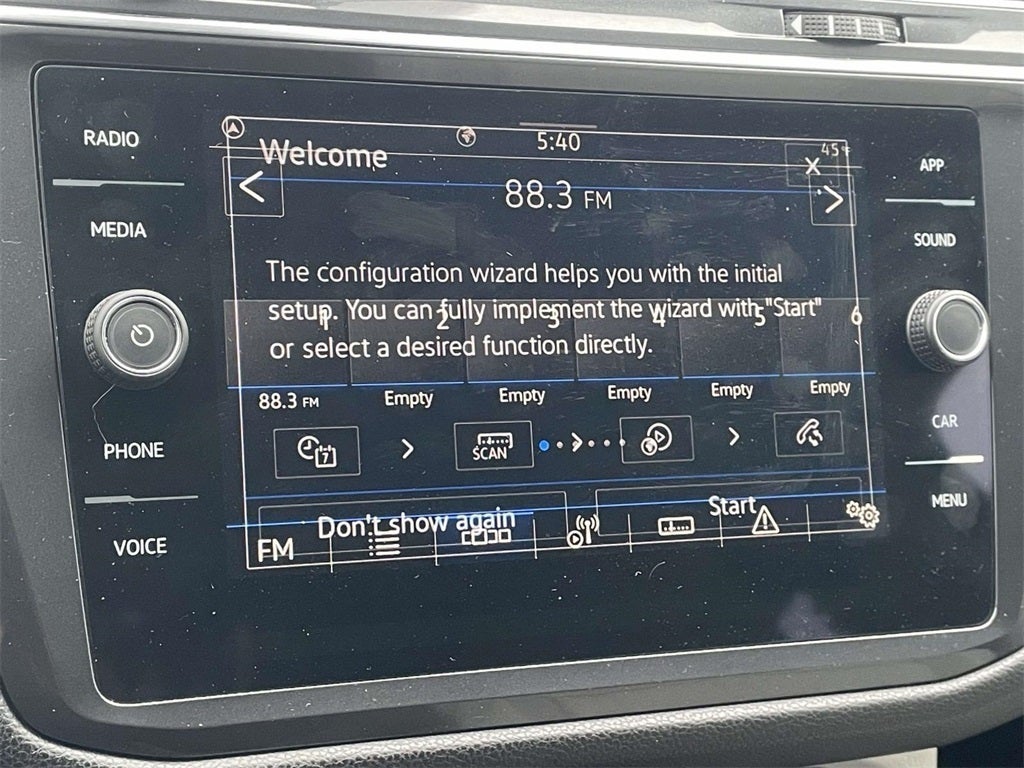 RADIO
MEDIA
PHONE
VOICE
APP
SOUND
CAR
MENU
5:40
45°F
Welcome
X
88.3 FM
The configuration wizard helps you with the initial
setup. You can fully implement the wizard with "Start"
or select a desired function directly.
1 2 3 4 5 6
88.3 FM Empty Empty Empty Empty Empty
7
SCAN
Don't show again
Start
FM